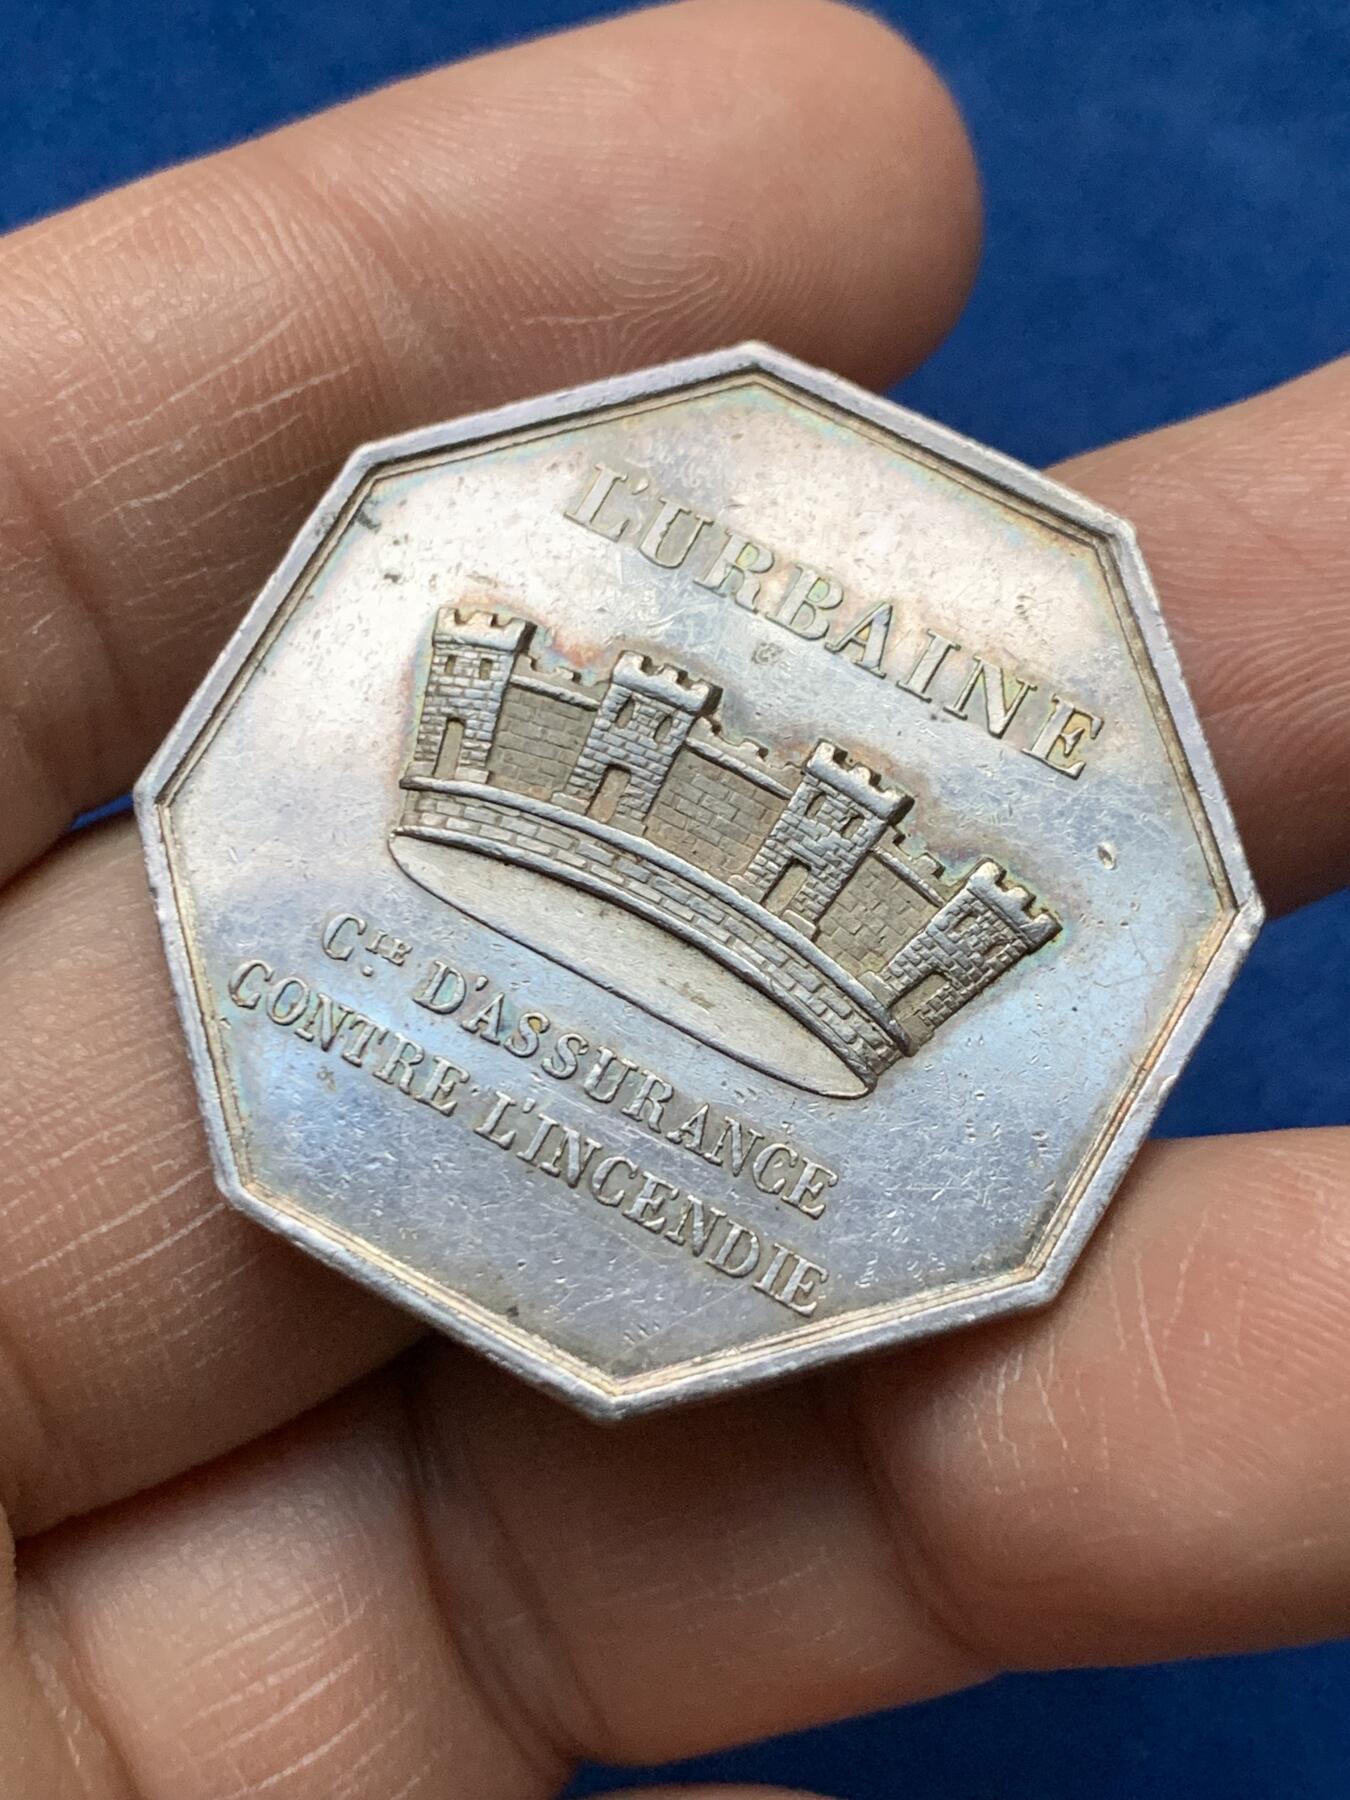 L'URBAINE
CIE D'ASSURANCE
CONTRE L'INCENDIE